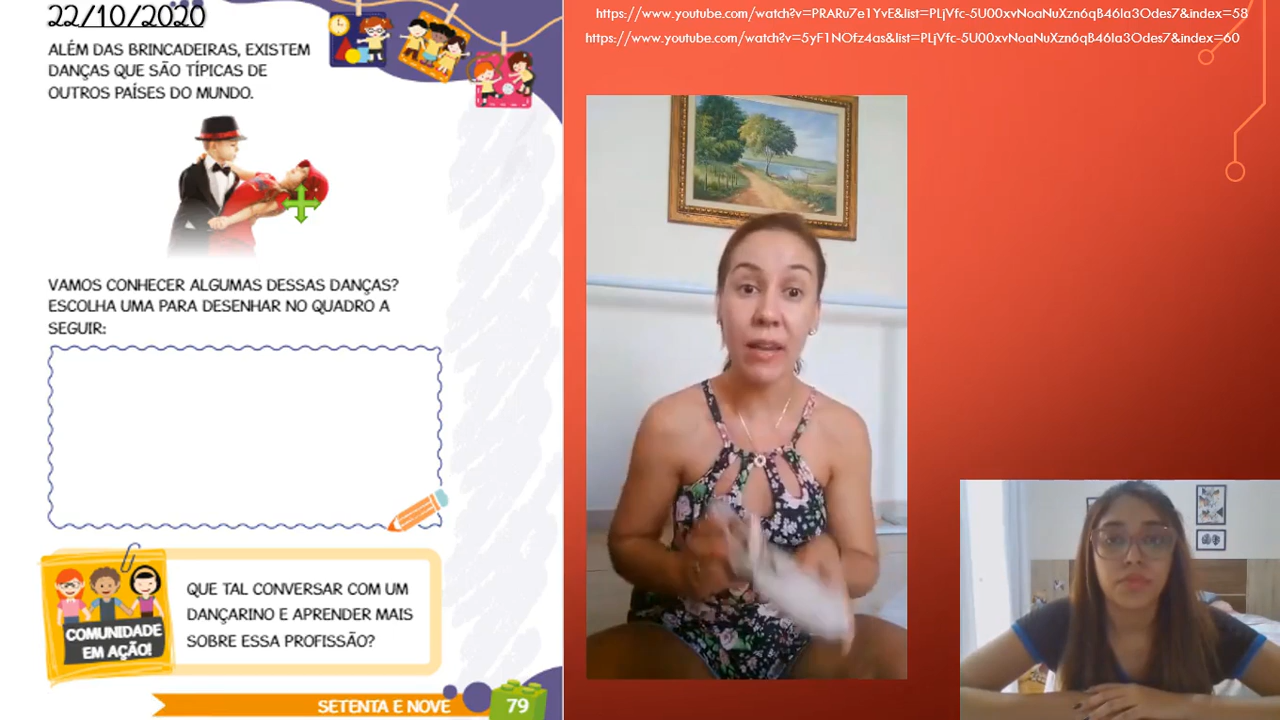 22/10/2020
ALÉM DAS BRINCADEIRAS, EXISTEM
DANÇAS QUE SÃO TÍPICAS DE
OUTROS PAÍSES DO MUNDO.
VAMOS CONHECER ALGUMAS DESSAS DANÇAS?
ESCOLHA UMA PARA DESENHAR NO QUADRO A
SEGUIR:
COMUNIDADE
EM AÇÃO!
QUE TAL CONVERSAR COM UM
DANÇARINO E APRENDER MAIS
SOBRE ESSA PROFISSÃO?
SETENTA E NOVE
79
https://www.youtube.com/watch?v=PRARu7e1YvE&list=PLjVfc-5U00xvNoaNuXzn6qB46la3Odes7&index=58
https://www.youtube.com/watch?v=5yF1NOfz4as&list=PLjVfc-5U00xvNoaNuXzn6qB46la3Odes7&index=60